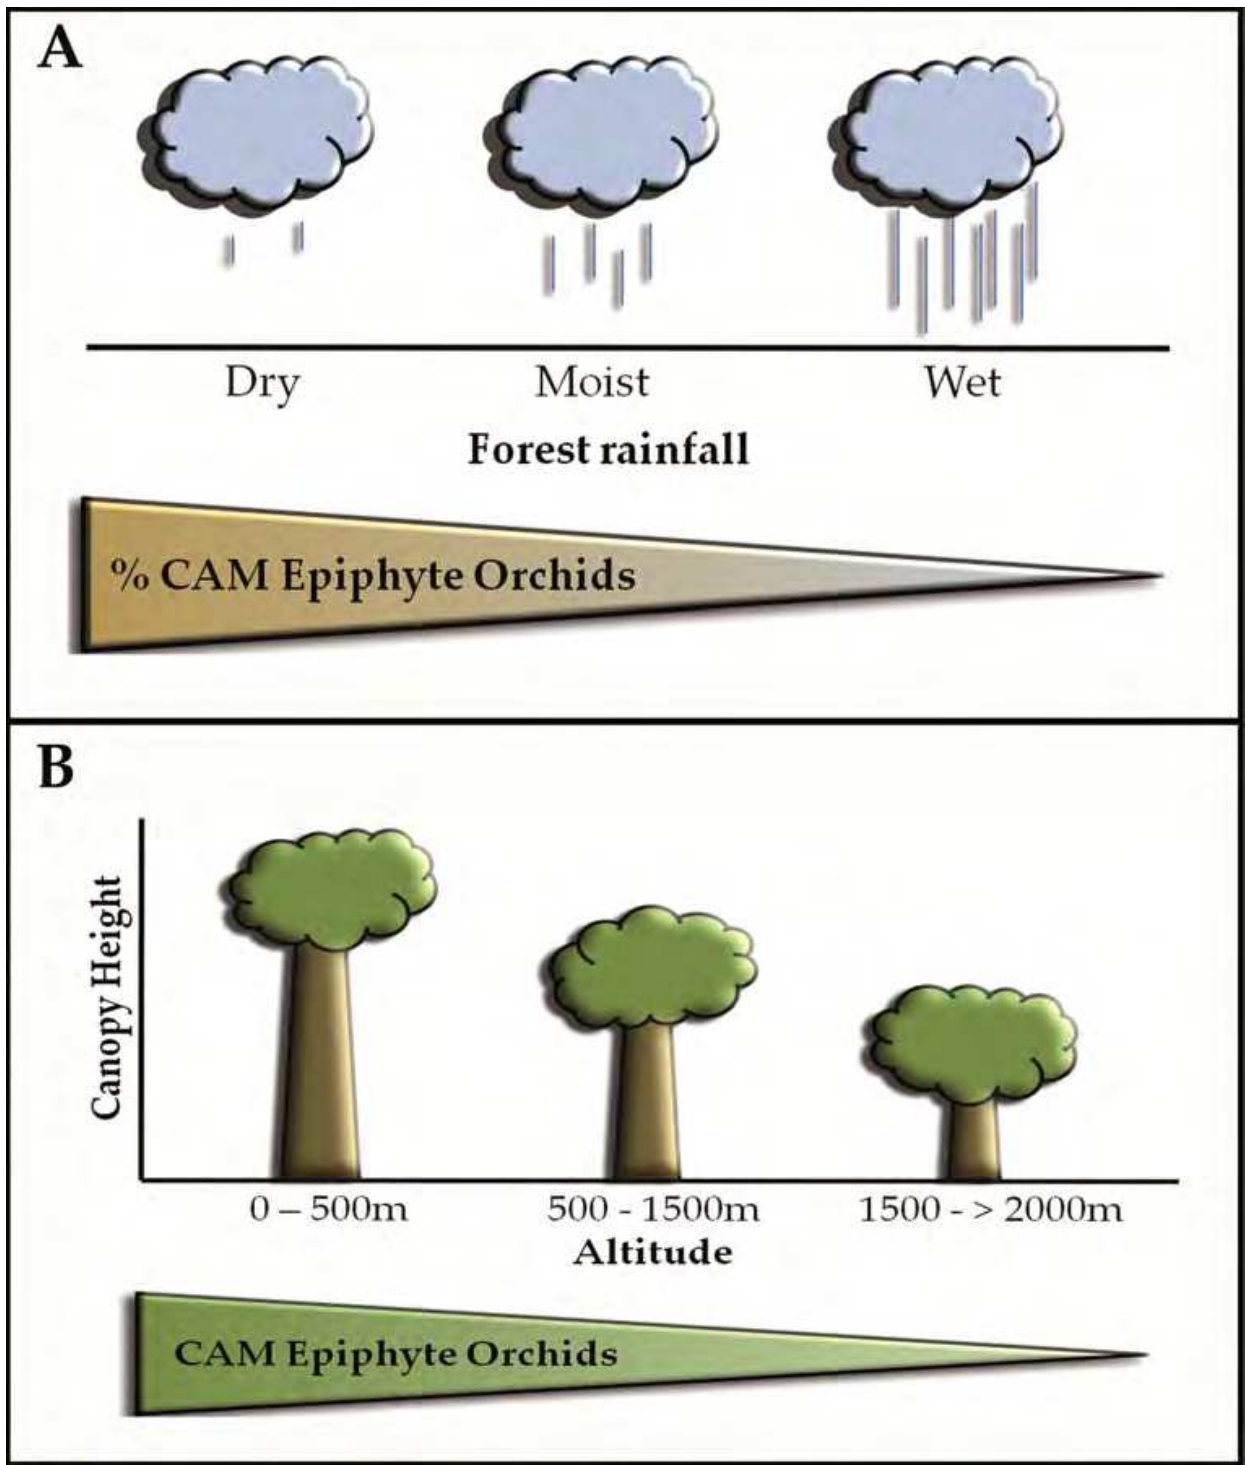 A
Dry Moist Wet
Forest rainfall
% CAM Epiphyte Orchids
B
Canopy Height
0 – 500m 500 - 1500m 1500 - > 2000m
Altitude
CAM Epiphyte Orchids